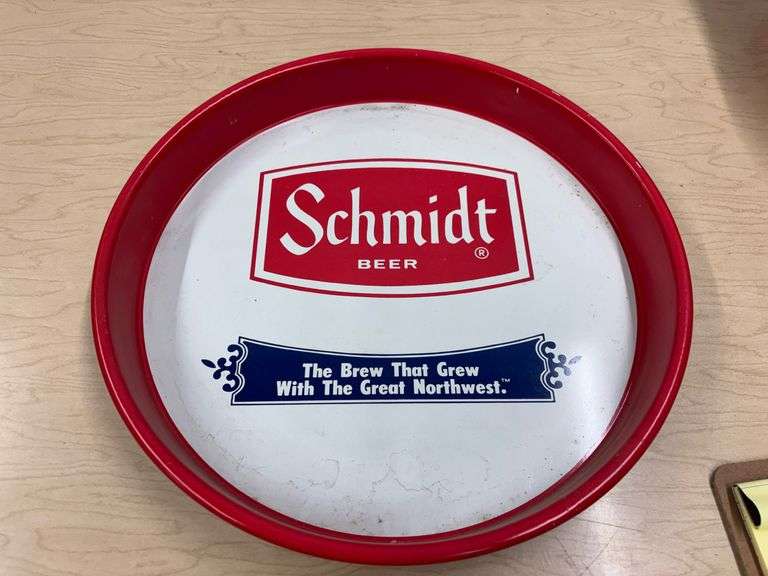 Schmidt
BEER ®
The Brew That Grew
With The Great Northwest.™